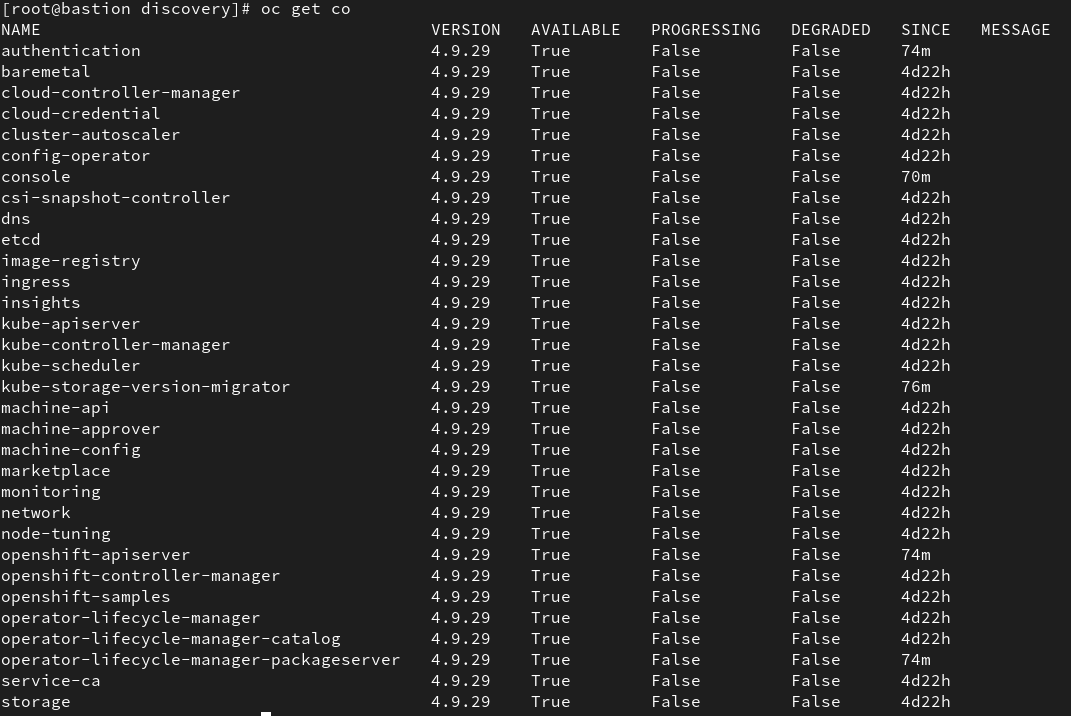 [root@bastion discovery]# oc get co
NAME                                       VERSION   AVAILABLE   PROGRESSING   DEGRADED   SINCE   MESSAGE
authentication                             4.9.29    True        False         False      74m
baremetal                                  4.9.29    True        False         False      4d22h
cloud-controller-manager                   4.9.29    True        False         False      4d22h
cloud-credential                           4.9.29    True        False         False      4d22h
cluster-autoscaler                         4.9.29    True        False         False      4d22h
config-operator                            4.9.29    True        False         False      4d22h
console                                    4.9.29    True        False         False      70m
csi-snapshot-controller                    4.9.29    True        False         False      4d22h
dns                                        4.9.29    True        False         False      4d22h
etcd                                       4.9.29    True        False         False      4d22h
image-registry                             4.9.29    True        False         False      4d22h
ingress                                    4.9.29    True        False         False      4d22h
insights                                   4.9.29    True        False         False      4d22h
kube-apiserver                             4.9.29    True        False         False      4d22h
kube-controller-manager                    4.9.29    True        False         False      4d22h
kube-scheduler                             4.9.29    True        False         False      4d22h
kube-storage-version-migrator              4.9.29    True        False         False      76m
machine-api                                4.9.29    True        False         False      4d22h
machine-approver                           4.9.29    True        False         False      4d22h
machine-config                             4.9.29    True        False         False      4d22h
marketplace                                4.9.29    True        False         False      4d22h
monitoring                                 4.9.29    True        False         False      4d22h
network                                    4.9.29    True        False         False      4d22h
node-tuning                                4.9.29    True        False         False      4d22h
openshift-apiserver                        4.9.29    True        False         False      74m
openshift-controller-manager               4.9.29    True        False         False      4d22h
openshift-samples                          4.9.29    True        False         False      4d22h
operator-lifecycle-manager                 4.9.29    True        False         False      4d22h
operator-lifecycle-manager-catalog         4.9.29    True        False         False      4d22h
operator-lifecycle-manager-packageserver   4.9.29    True        False         False      74m
service-ca                                 4.9.29    True        False         False      4d22h
storage                                    4.9.29    True        False         False      4d22h